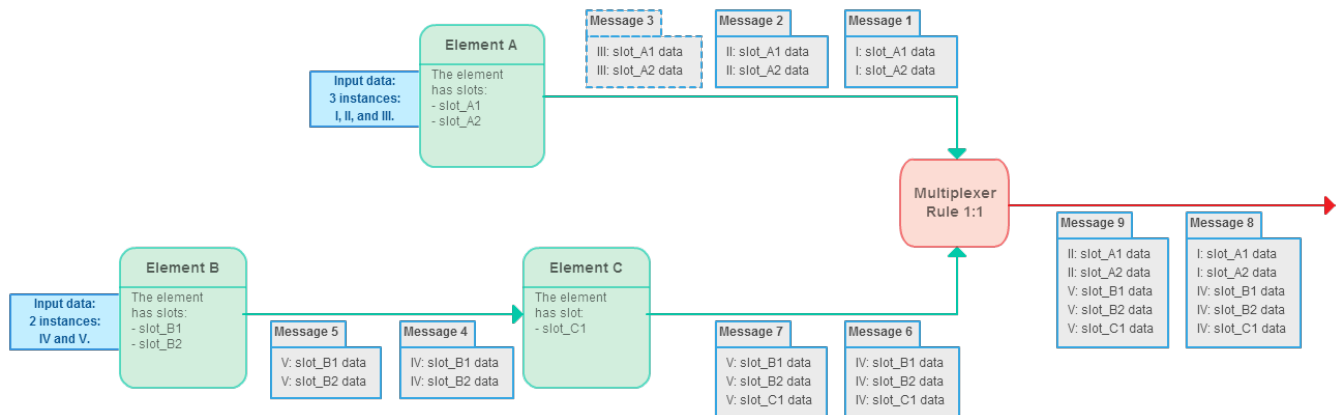 Message 3
III: slot_A1 data
III: slot_A2 data
Message 2
II: slot_A1 data
II: slot_A2 data
Message 1
I: slot_A1 data
I: slot_A2 data
Element A
The element
has slots:
- slot_A1
- slot_A2
Input data:
3 instances:
I, II, and III.
Multiplexer
Rule 1:1
Message 9
II: slot_A1 data
II: slot_A2 data
V: slot_B1 data
V: slot_B2 data
V: slot_C1 data
Message 8
I: slot_A1 data
I: slot_A2 data
IV: slot_B1 data
IV: slot_B2 data
IV: slot_C1 data
Element B
The element
has slots:
- slot_B1
- slot_B2
Input data:
2 instances:
IV and V.
Message 5
V: slot_B1 data
V: slot_B2 data
Message 4
IV: slot_B1 data
IV: slot_B2 data
Element C
The element
has slot:
- slot_C1
Message 7
V: slot_B1 data
V: slot_B2 data
V: slot_C1 data
Message 6
IV: slot_B1 data
IV: slot_B2 data
IV: slot_C1 data